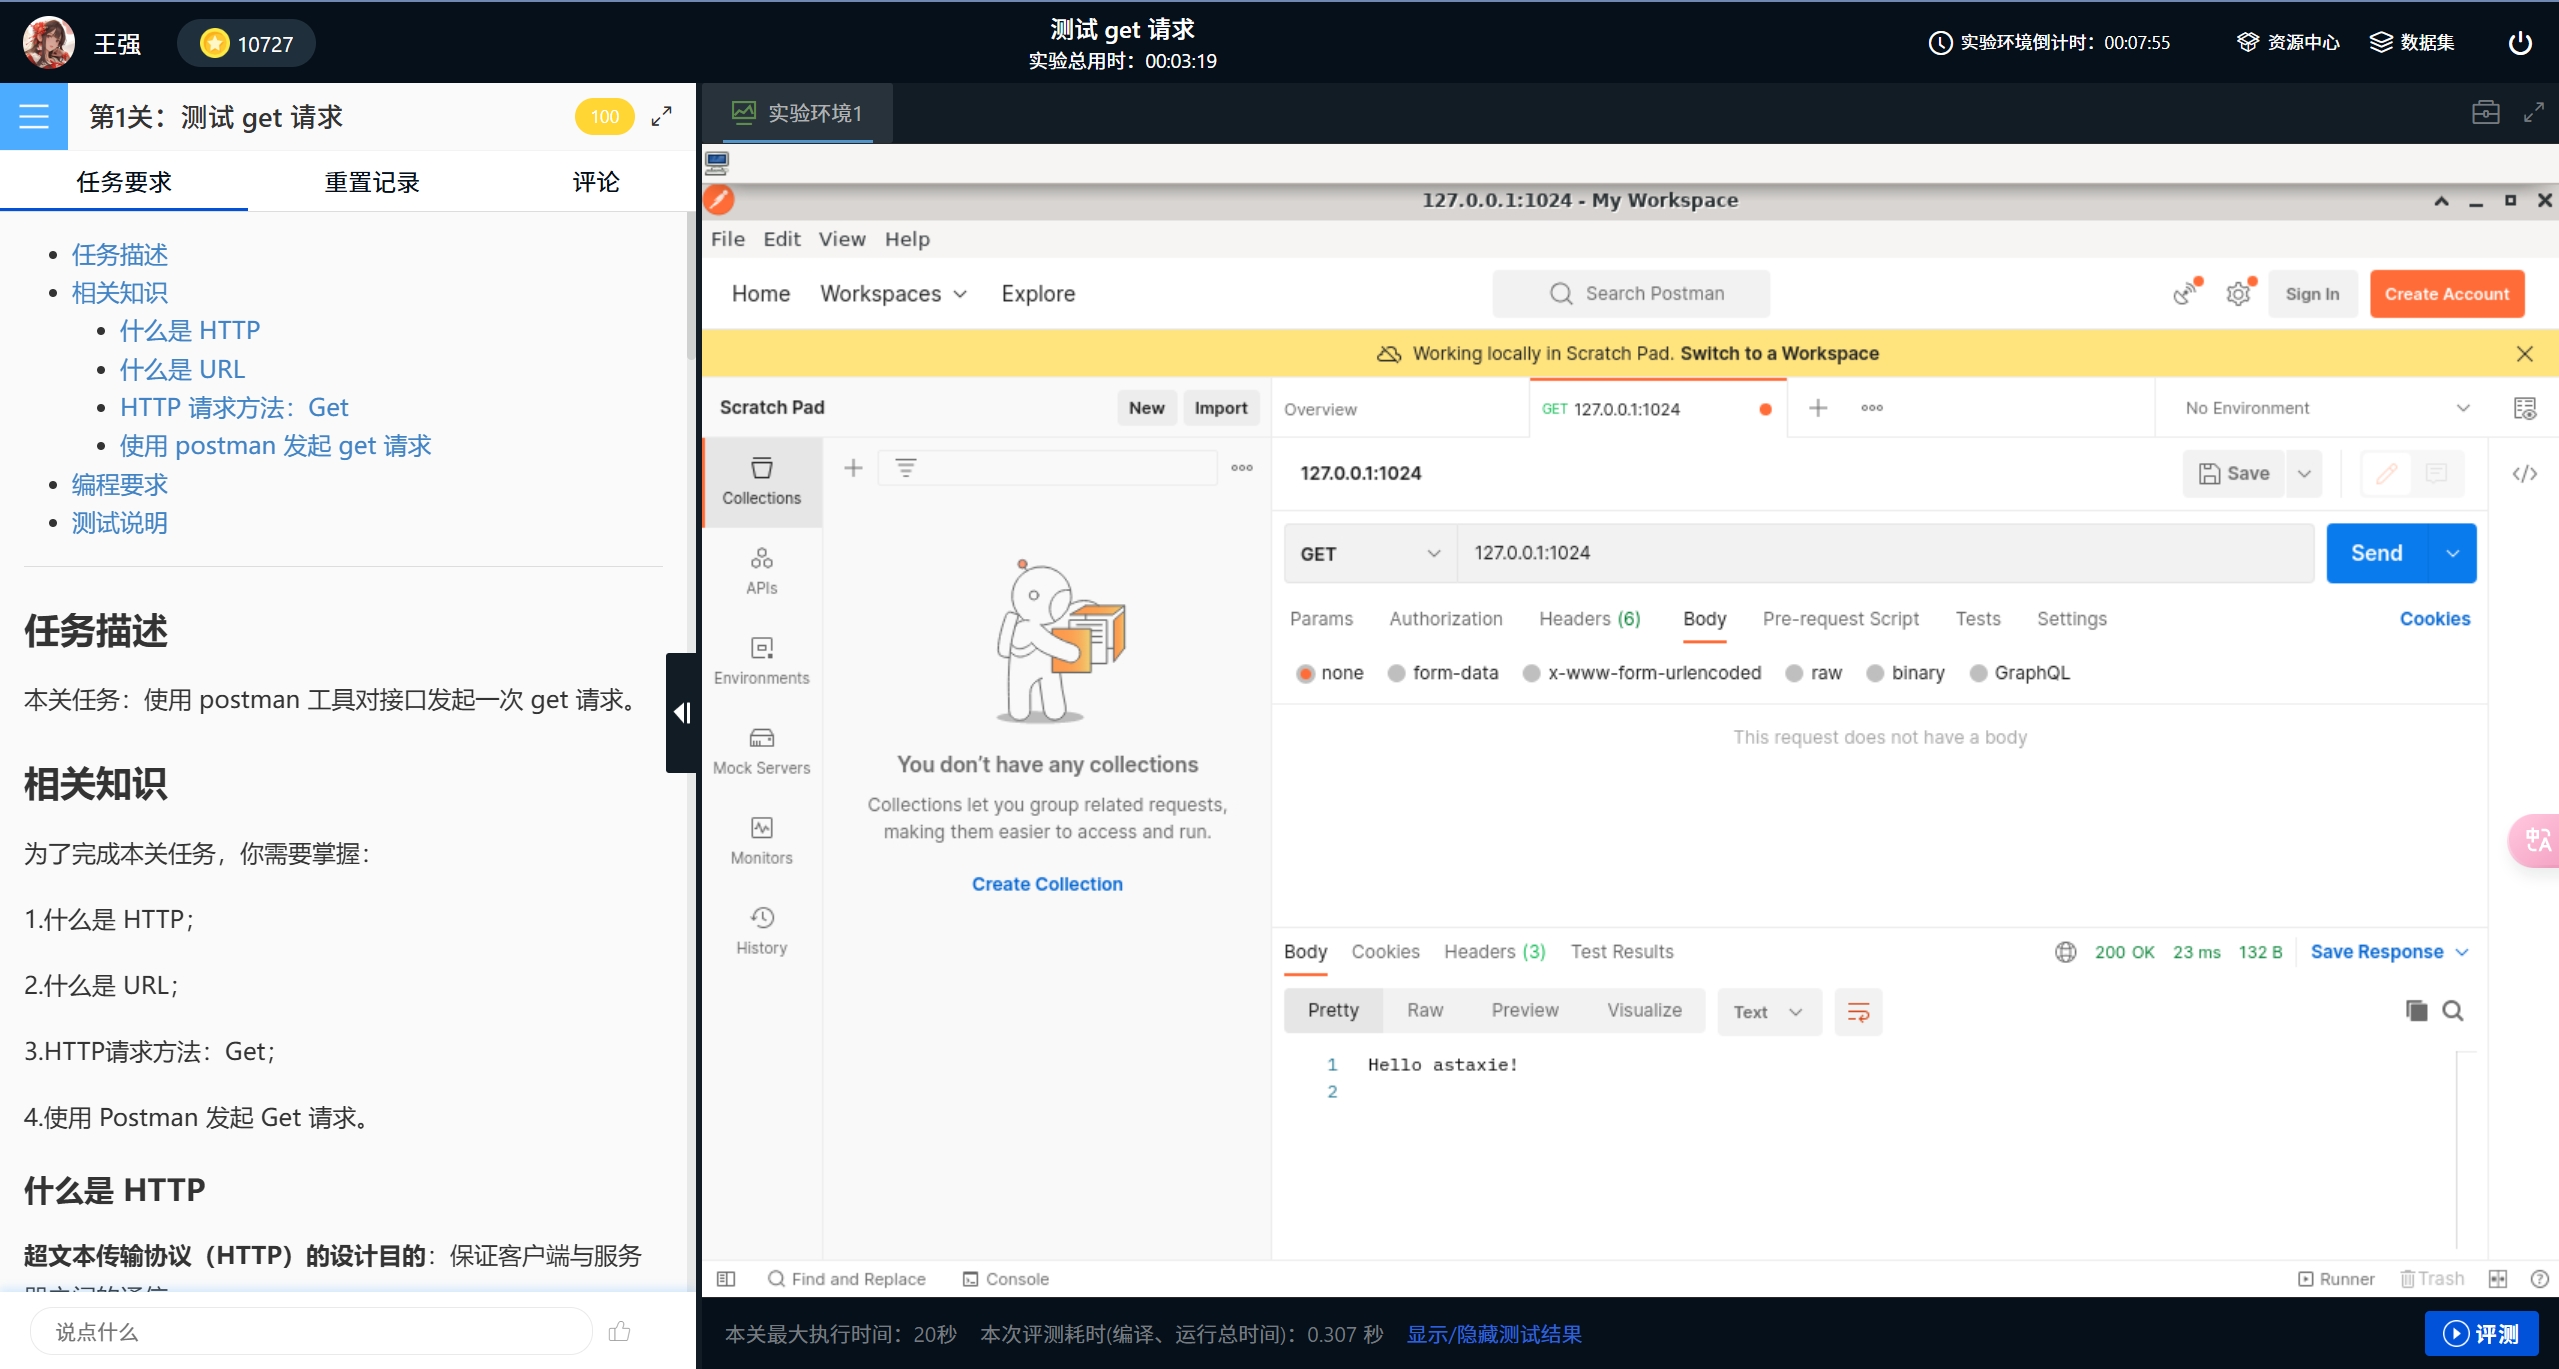 王强
10727
测试 get 请求
实验总用时：00:03:19
实验环境倒计时：00:07:55
资源中心
数据集
第1关：测试 get 请求
100
任务要求
重置记录
评论
任务描述
相关知识
什么是 HTTP
什么是 URL
HTTP 请求方法：Get
使用 postman 发起 get 请求
编程要求
测试说明
任务描述
本关任务：使用 postman 工具对接口发起一次 get 请求。
相关知识
为了完成本关任务，你需要掌握：
1.什么是 HTTP；
2.什么是 URL；
3.HTTP请求方法：Get；
4.使用 Postman 发起 Get 请求。
什么是 HTTP
超文本传输协议（HTTP）的设计目的：保证客户端与服务
说点什么
实验环境1
127.0.0.1:1024 - My Workspace
File Edit View Help
Home Workspaces Explore
Search Postman
Sign In
Create Account
Working locally in Scratch Pad. Switch to a Workspace
Scratch Pad
New
Import
Overview
GET 127.0.0.1:1024
No Environment
Collections
APIs
Environments
Mock Servers
Monitors
History
You don't have any collections
Collections let you group related requests,
making them easier to access and run.
Create Collection
127.0.0.1:1024
Save
GET
127.0.0.1:1024
Send
Params Authorization Headers (6) Body Pre-request Script Tests Settings Cookies
none form-data x-www-form-urlencoded raw binary GraphQL
This request does not have a body
Body Cookies Headers (3) Test Results
200 OK 23 ms 132 B Save Response
Pretty Raw Preview Visualize Text
1 Hello astaxie!
2
Find and Replace Console
Runner Trash
本关最大执行时间：20秒 本次评测耗时(编译、运行总时间)：0.307 秒 显示/隐藏测试结果
评测